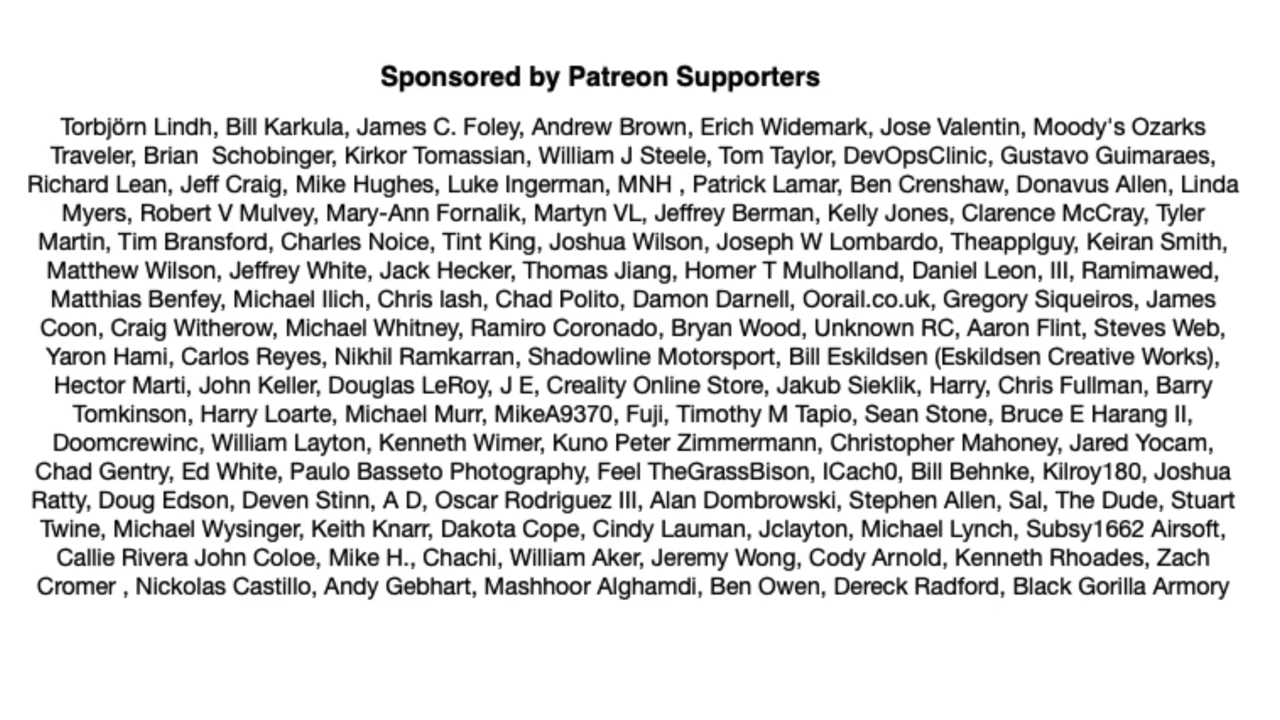 Sponsored by Patreon Supporters
Torbjörn Lindh, Bill Karkula, James C. Foley, Andrew Brown, Erich Widemark, Jose Valentin, Moody's Ozarks
Traveler, Brian  Schobinger, Kirkor Tomassian, William J Steele, Tom Taylor, DevOpsClinic, Gustavo Guimaraes,
Richard Lean, Jeff Craig, Mike Hughes, Luke Ingerman, MNH , Patrick Lamar, Ben Crenshaw, Donavus Allen, Linda
Myers, Robert V Mulvey, Mary-Ann Fornalik, Martyn VL, Jeffrey Berman, Kelly Jones, Clarence McCray, Tyler
Martin, Tim Bransford, Charles Noice, Tint King, Joshua Wilson, Joseph W Lombardo, Theapplguy, Keiran Smith,
Matthew Wilson, Jeffrey White, Jack Hecker, Thomas Jiang, Homer T Mulholland, Daniel Leon, III, Ramimawed,
Matthias Benfey, Michael Ilich, Chris lash, Chad Polito, Damon Darnell, Oorail.co.uk, Gregory Siqueiros, James
Coon, Craig Witherow, Michael Whitney, Ramiro Coronado, Bryan Wood, Unknown RC, Aaron Flint, Steves Web,
Yaron Hami, Carlos Reyes, Nikhil Ramkarran, Shadowline Motorsport, Bill Eskildsen (Eskildsen Creative Works),
Hector Marti, John Keller, Douglas LeRoy, J E, Creality Online Store, Jakub Sieklik, Harry, Chris Fullman, Barry
Tomkinson, Harry Loarte, Michael Murr, MikeA9370, Fuji, Timothy M Tapio, Sean Stone, Bruce E Harang II,
Doomcrewinc, William Layton, Kenneth Wimer, Kuno Peter Zimmermann, Christopher Mahoney, Jared Yocam,
Chad Gentry, Ed White, Paulo Basseto Photography, Feel TheGrassBison, ICach0, Bill Behnke, Kilroy180, Joshua
Ratty, Doug Edson, Deven Stinn, A D, Oscar Rodriguez III, Alan Dombrowski, Stephen Allen, Sal, The Dude, Stuart
Twine, Michael Wysinger, Keith Knarr, Dakota Cope, Cindy Lauman, Jclayton, Michael Lynch, Subsy1662 Airsoft,
Callie Rivera John Coloe, Mike H., Chachi, William Aker, Jeremy Wong, Cody Arnold, Kenneth Rhoades, Zach
Cromer , Nickolas Castillo, Andy Gebhart, Mashhoor Alghamdi, Ben Owen, Dereck Radford, Black Gorilla Armory